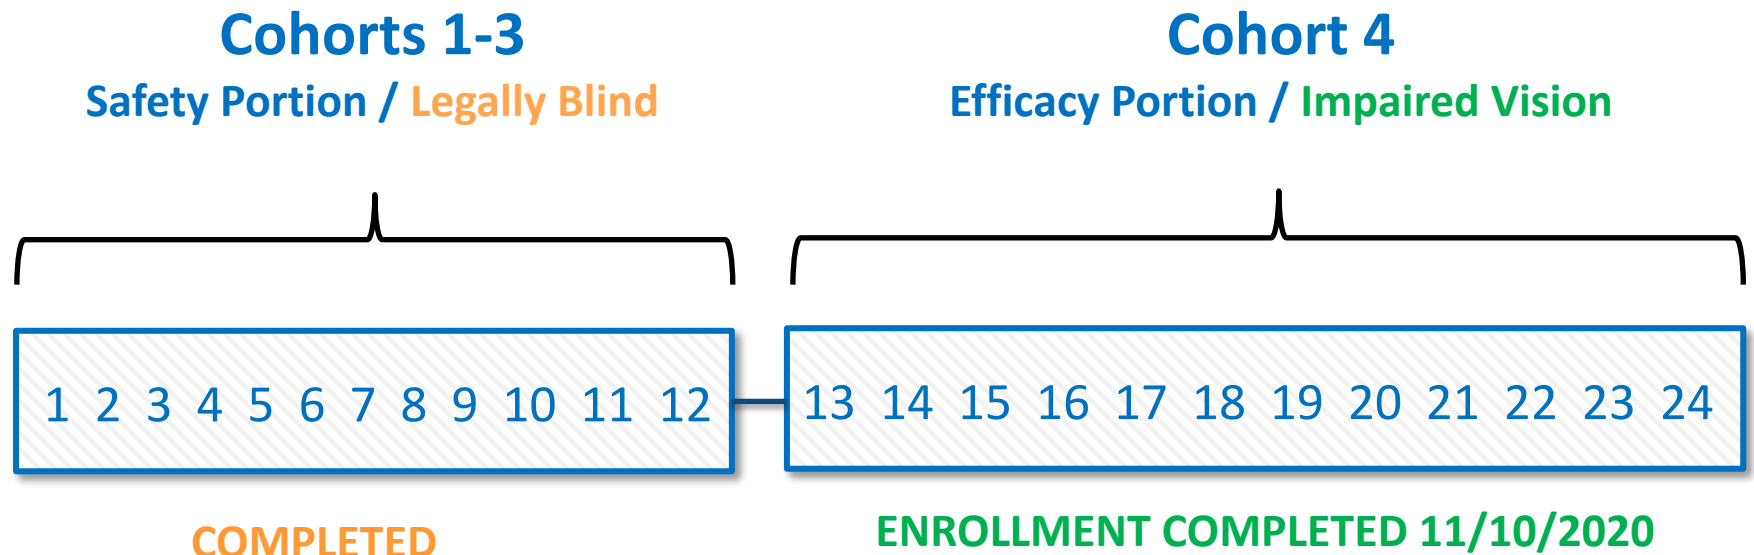 Cohorts 1-3
Safety Portion / Legally Blind
Cohort 4
Efficacy Portion / Impaired Vision
1 2 3 4 5 6 7 8 9 10 11 12
13 14 15 16 17 18 19 20 21 22 23 24
COMPLETED
ENROLLMENT COMPLETED 11/10/2020